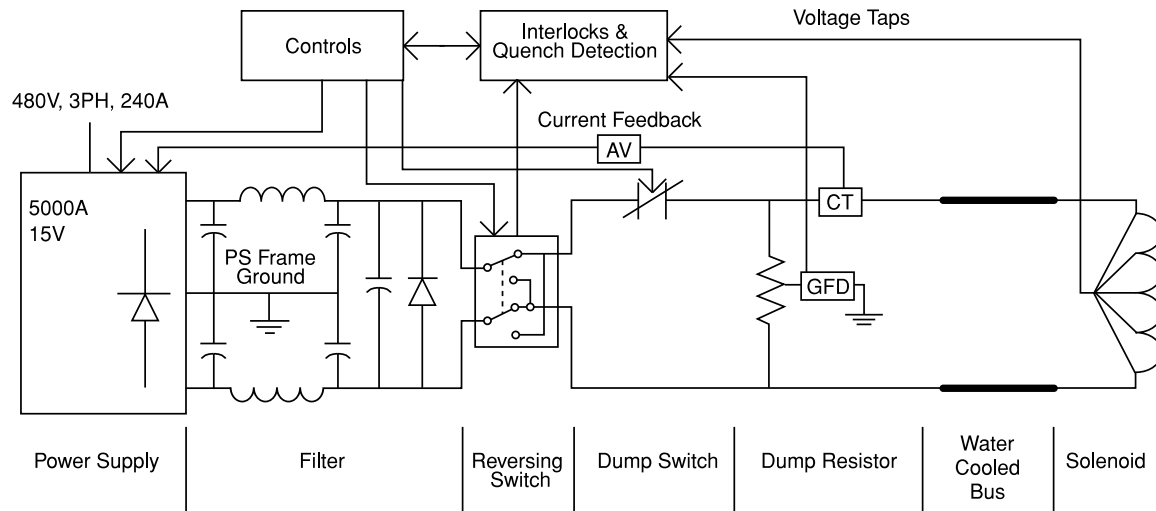 Voltage Taps
Controls
Interlocks &
Quench Detection
480V, 3PH, 240A
Current Feedback
AV
5000A
15V
CT
PS Frame
Ground
GFD
Power Supply
Filter
Reversing
Switch
Dump Switch
Dump Resistor
Water
Cooled
Bus
Solenoid